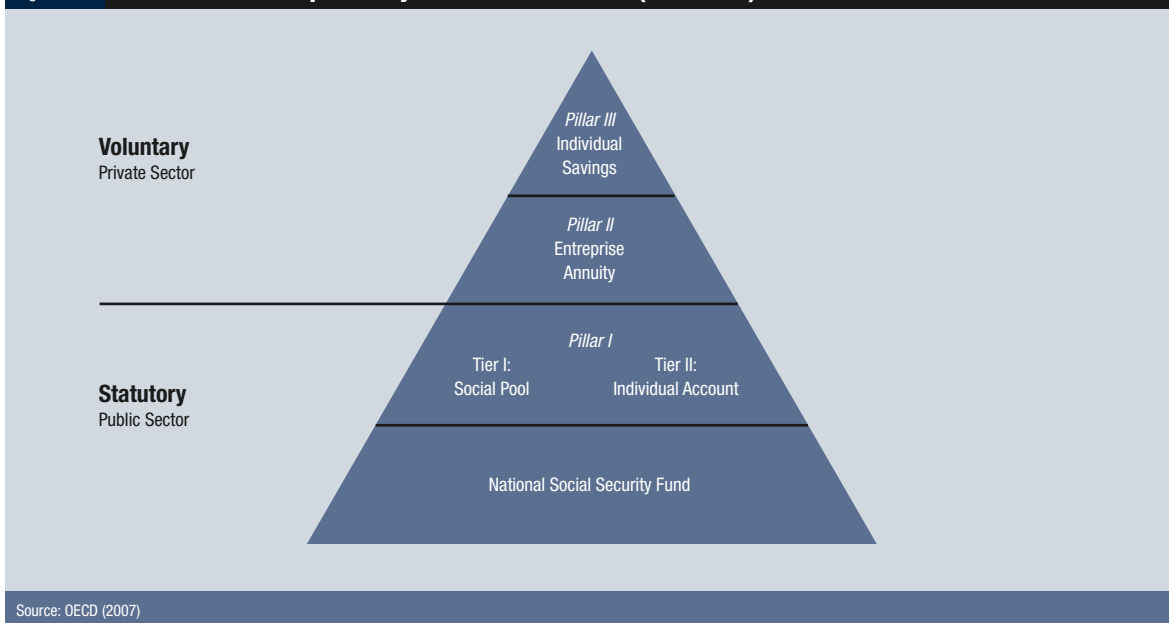 Voluntary
Private Sector
Pillar III
Individual
Savings
Pillar II
Entreprise
Annuity
Statutory
Public Sector
Pillar I
Tier I:
Social Pool
Tier II:
Individual Account
National Social Security Fund
Source: OECD (2007)